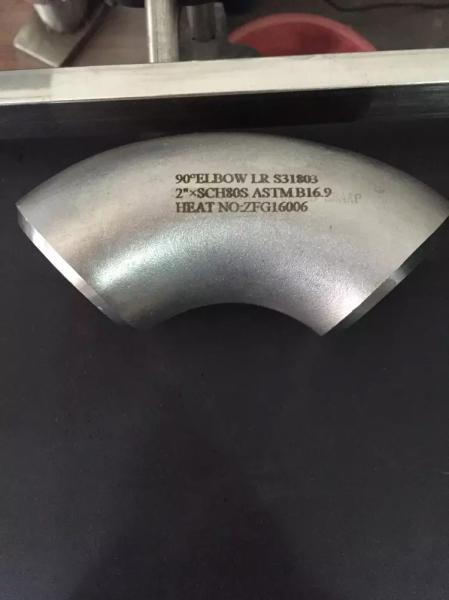 90°ELBOW LR S31803
2"×SCH80S ASTM.B16.9
HEAT NO:ZFG16006